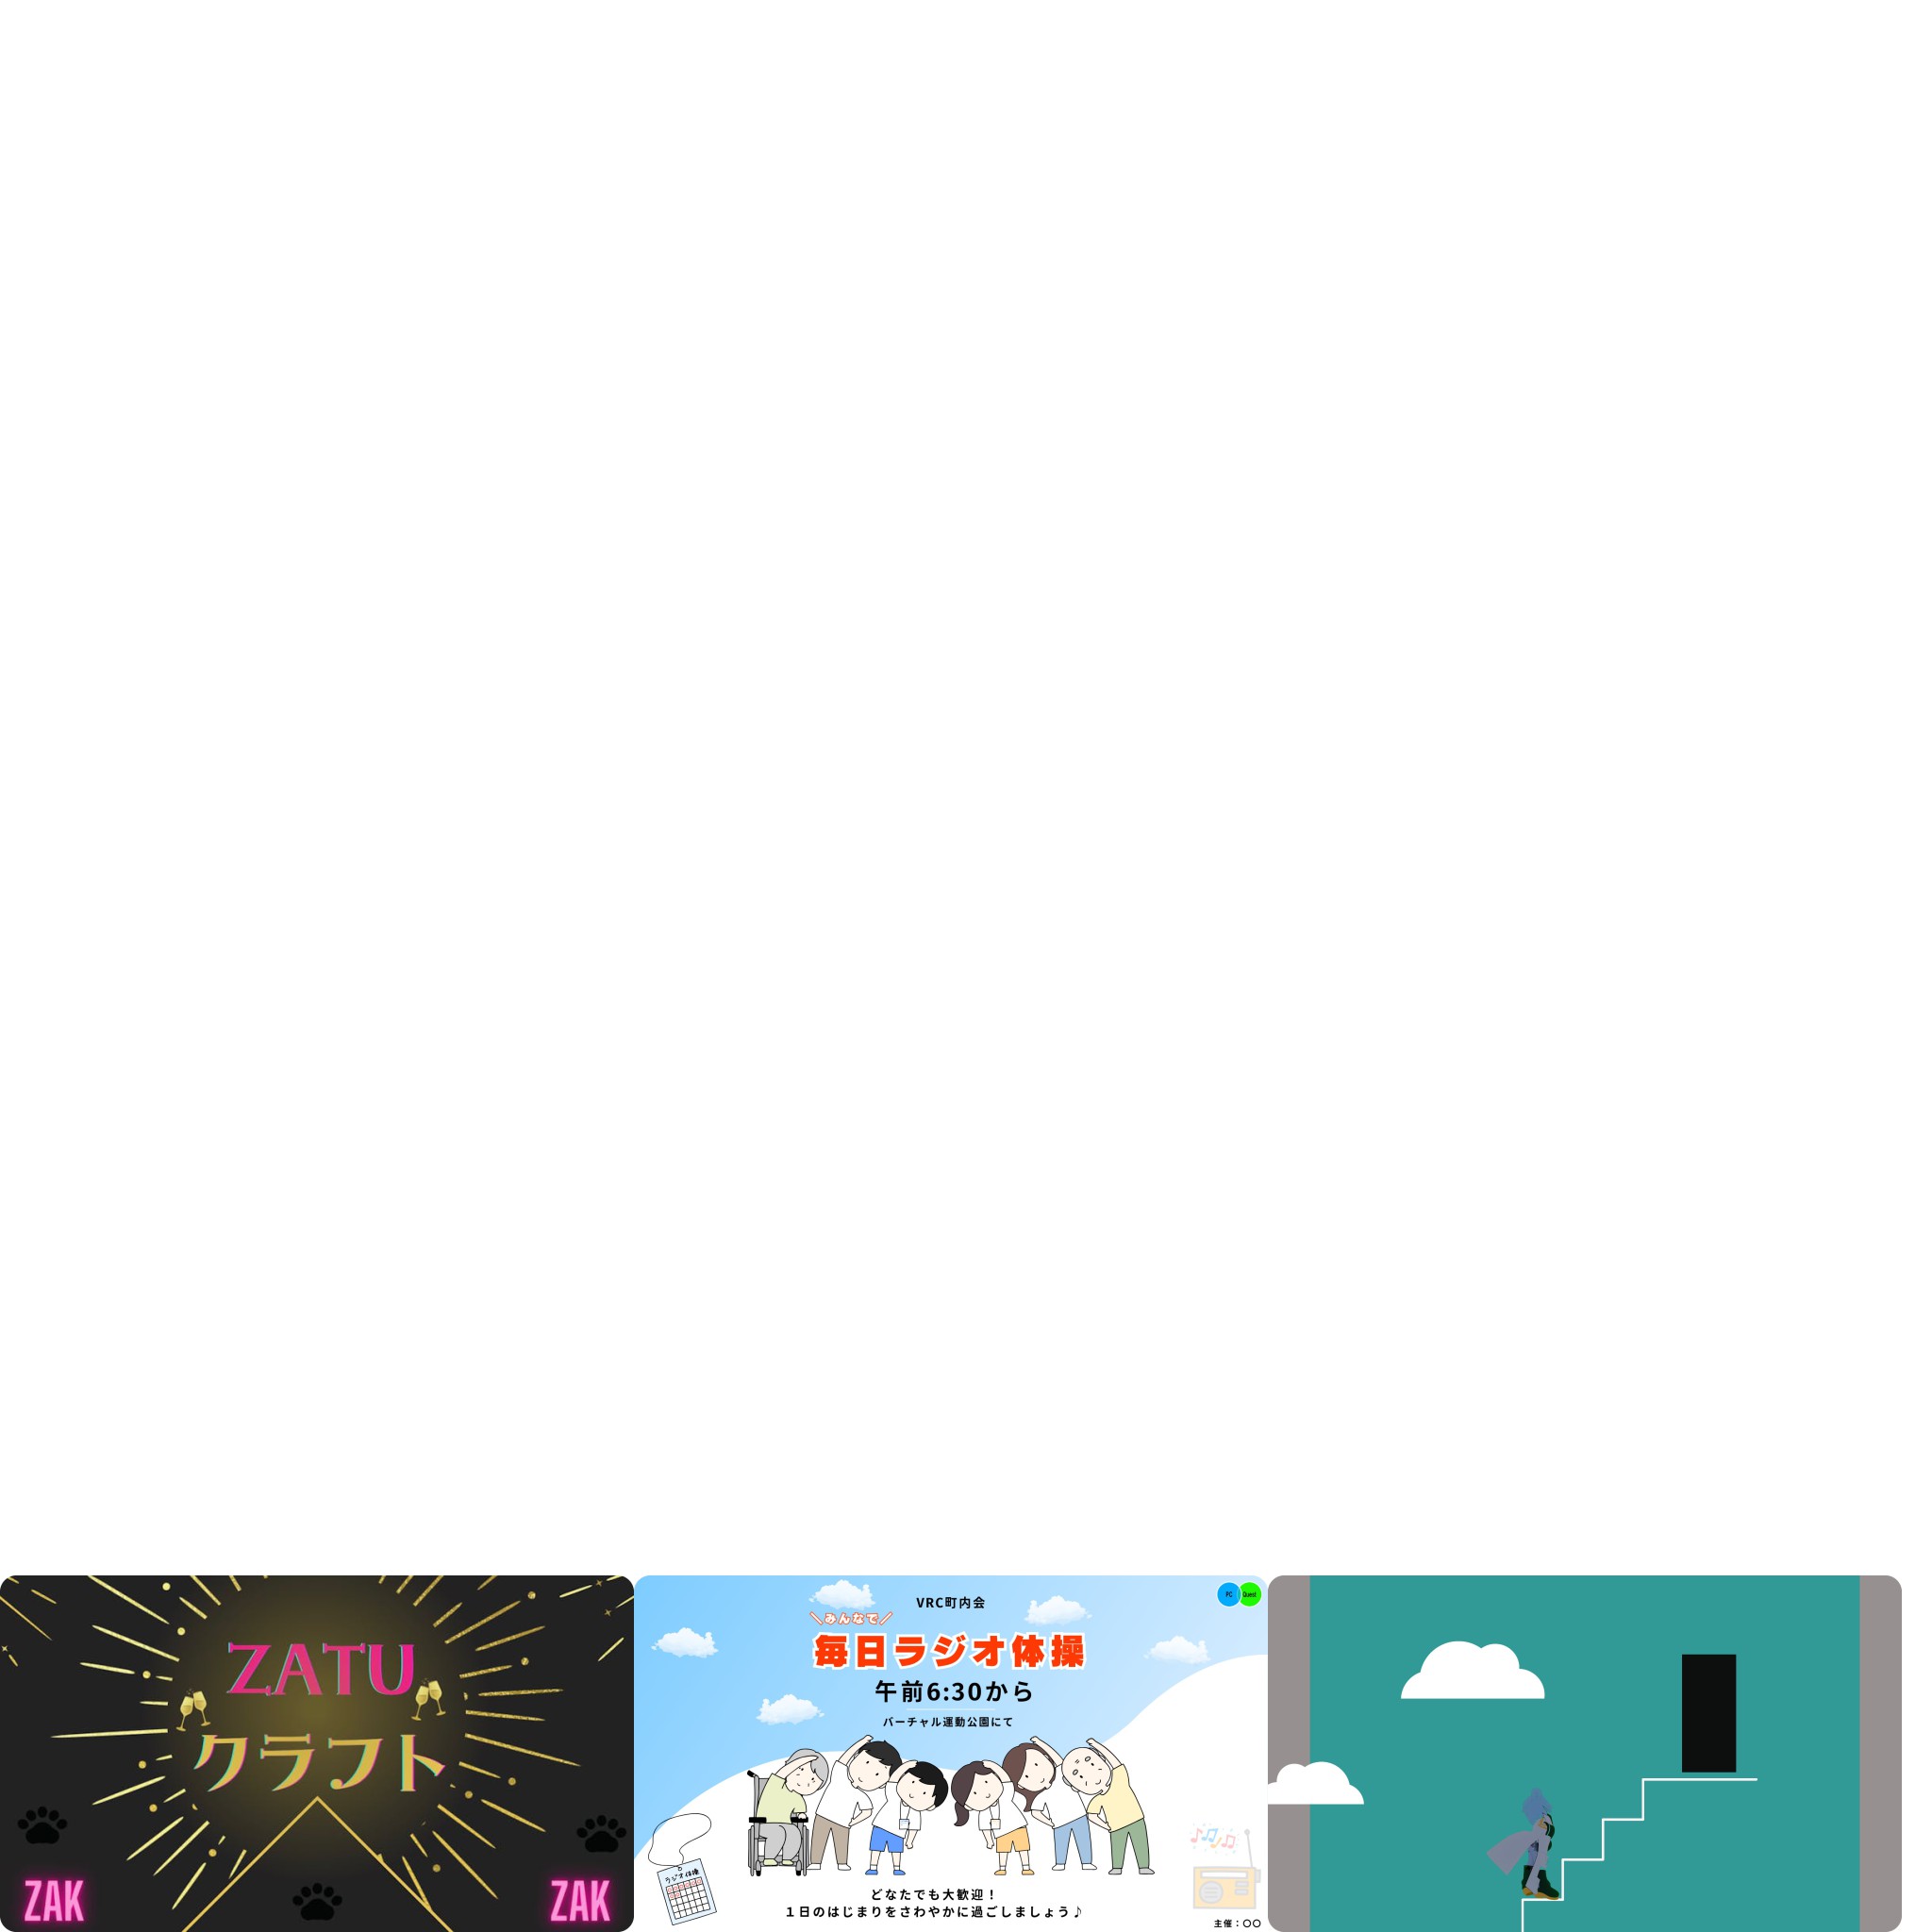 ZATU
クラフト
ZAK
ZAK
VRC町内会
＼みんなで／
毎日ラジオ体操
午前6:30から
バーチャル運動公園にて
ラジオ体操
どなたでも大歓迎！
１日のはじまりをさわやかに過ごしましょう♪
PC
Quest
主催：〇〇